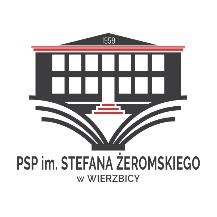 1959
PSP im. STEFANA ŻEROMSKIEGO
w WIERZBICY